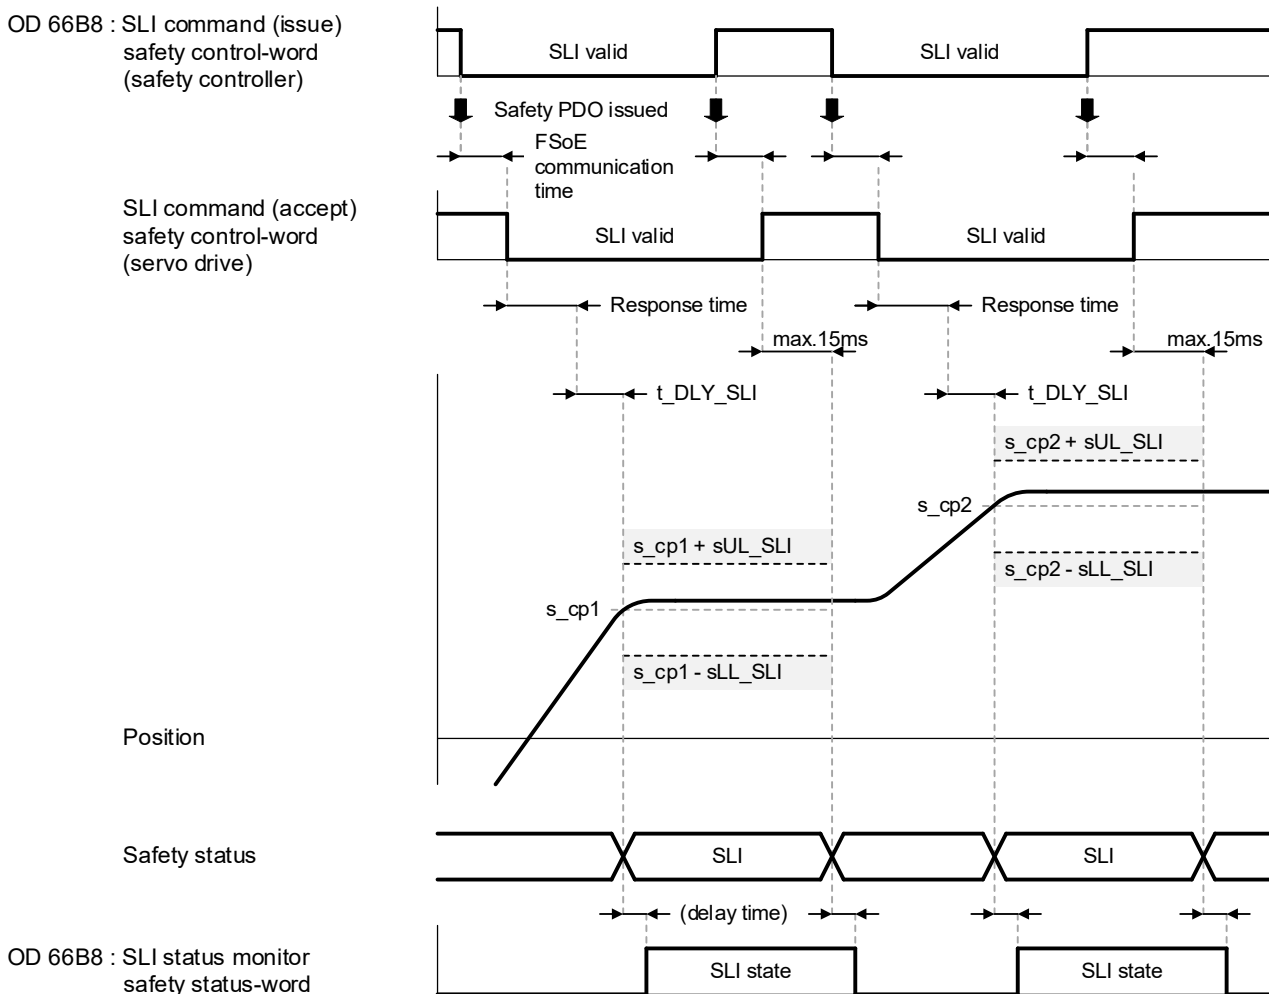 OD 66B8 : SLI command (issue)
safety control-word
(safety controller)
SLI valid
SLI valid
Safety PDO issued
FSoE
communication
time
SLI command (accept)
safety control-word
(servo drive)
SLI valid
SLI valid
Response time
Response time
max.15ms
max.15ms
t_DLY_SLI
t_DLY_SLI
s_cp2 + sUL_SLI
s_cp2
s_cp1 + sUL_SLI
s_cp2 - sLL_SLI
s_cp1
s_cp1 - sLL_SLI
Position
Safety status
SLI
SLI
(delay time)
OD 66B8 : SLI status monitor
safety status-word
SLI state
SLI state